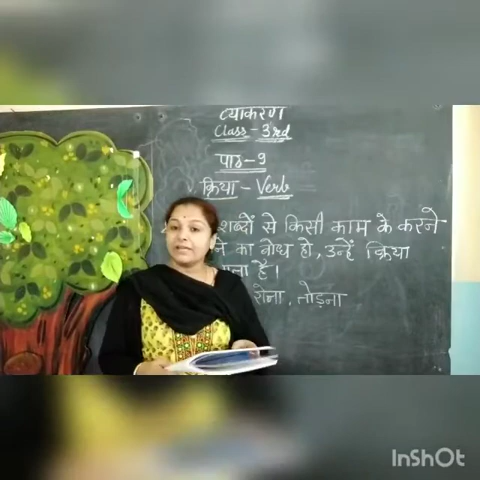 व्याकरण
Class - 3rd
पाठ - 9
क्रिया - Verb
शब्दों से किसी काम के करने
का बोध हो, उन्हें क्रिया
है।
रोना, तोड़ना
InShOt